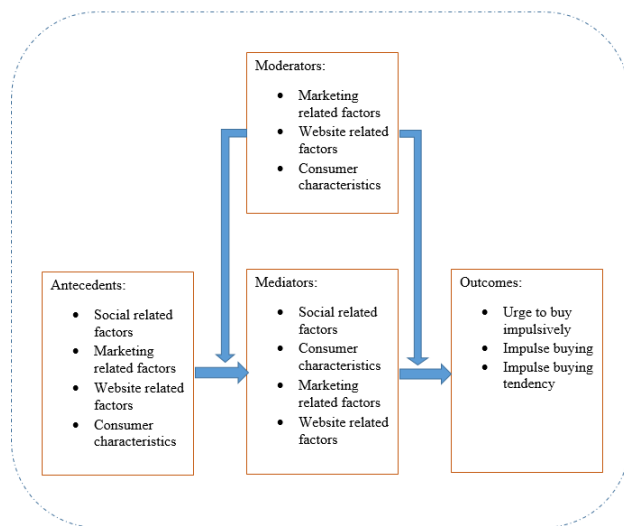 Moderators:
• Marketing
related factors
• Website related
factors
• Consumer
characteristics
Antecedents:
• Social related
factors
• Marketing
related factors
• Website related
factors
• Consumer
characteristics
Mediators:
• Social related
factors
• Consumer
characteristics
• Marketing
related factors
• Website related
factors
Outcomes:
• Urge to buy
impulsively
• Impulse buying
• Impulse buying
tendency